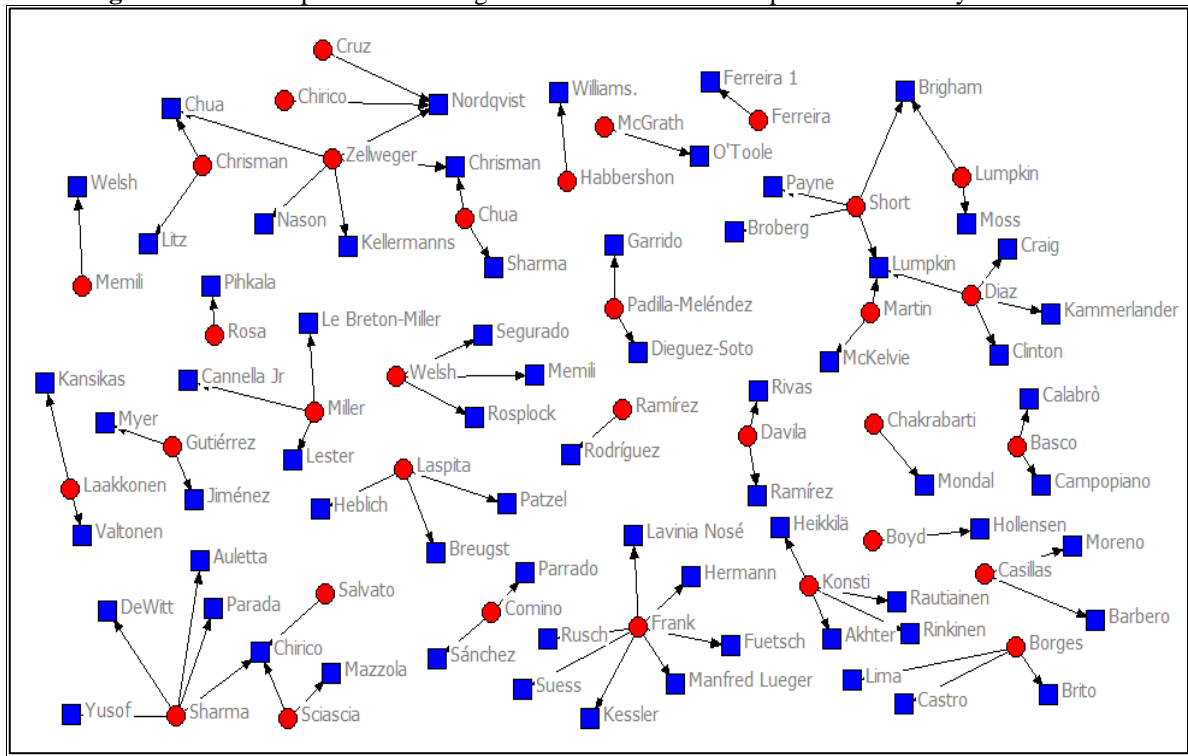 Cruz
Ferreira 1
Williams.
Brigham
Chirico
Nordqvist
Chua
McGrath
Ferreira
O'Toole
Chrisman
Zellweger
Chrisman
Welsh
Habbershon
Lumpkin
Payne
Short
Nason
Chua
Moss
Litz
Kellermanns
Broberg
Garrido
Craig
Sharma
Lumpkin
Memili
Pihkala
Diaz
Padilla-Meléndez
Martin
Kammerlander
Le Breton-Miller
Rosa
Segurado
Dieguez-Soto
McKelvie
Clinton
Kansikas
Cannella Jr
Welsh
Memili
Rivas
Calabrò
Myer
Miller
Rosplock
Ramírez
Chakrabarti
Gutiérrez
Davila
Basco
Lester
Rodríguez
Laspita
Laakkonen
Jiménez
Heblich
Patzel
Ramírez
Mondal
Campopiano
Valtonen
Lavinia Nosé
Heikkilä
Hollensen
Auletta
Breugst
Boyd
Moreno
Parrado
Hermann
Casillas
Salvato
Konsti
DeWitt
Parada
Comino
Rautiainen
Frank
Barbero
Rusch
Fuetsch
Akhter
Rinkinen
Chirico
Borges
Sánchez
Mazzola
Lima
Suess
Manfred Lueger
Castro
Brito
Yusof
Sharma
Sciascia
Kessler